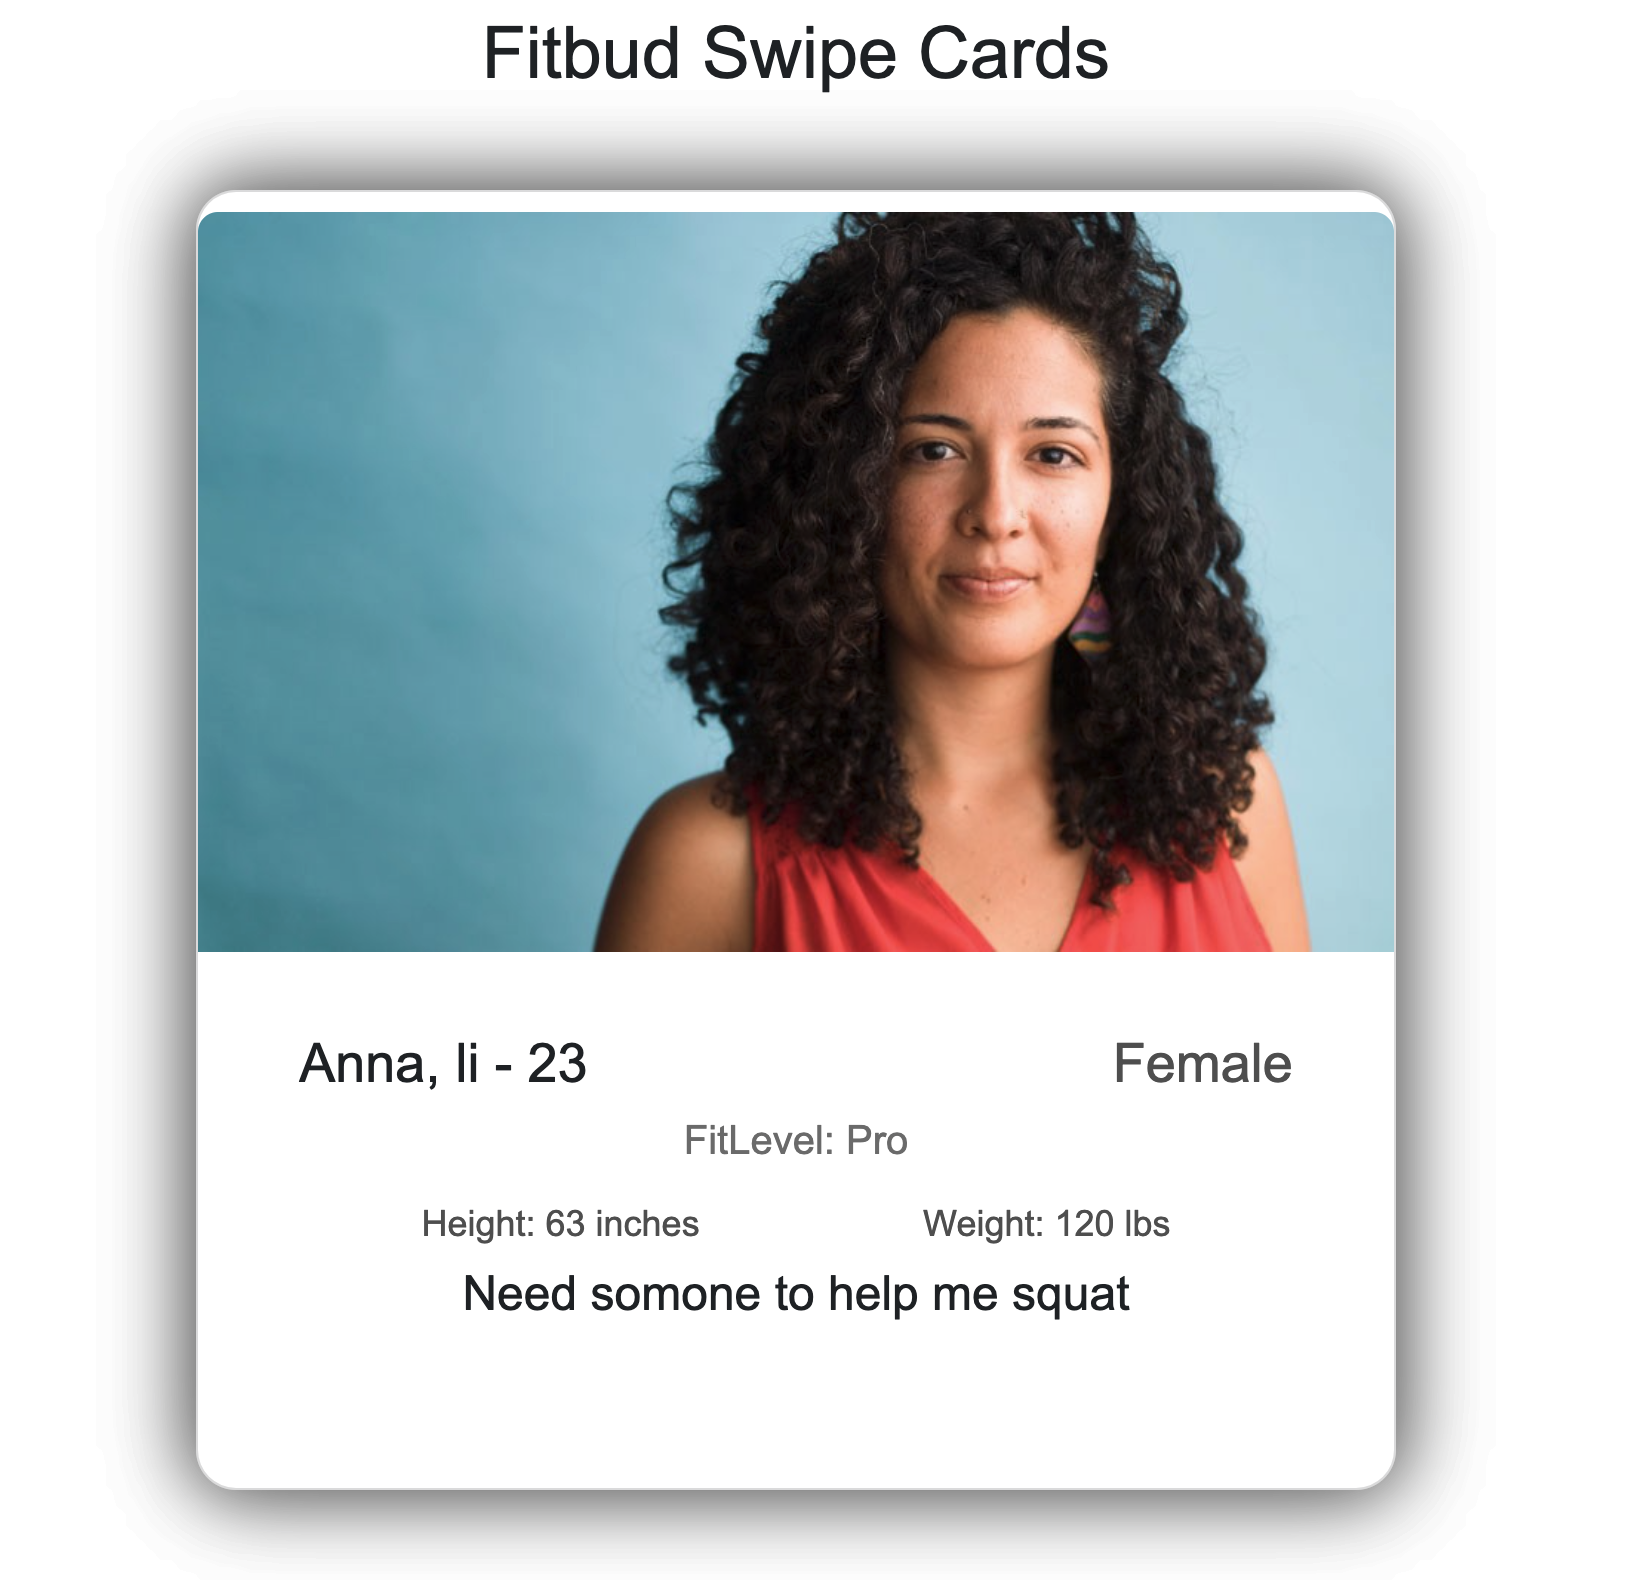 Fitbud Swipe Cards
Anna, li - 23 Female
FitLevel: Pro
Height: 63 inches Weight: 120 lbs
Need somone to help me squat